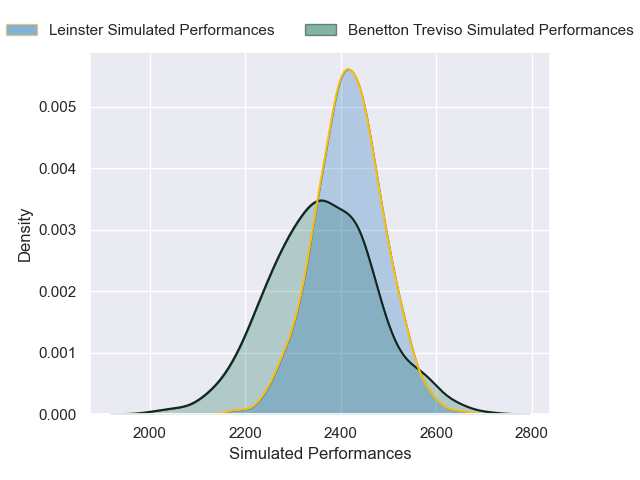 Leinster Simulated Performances
Benetton Treviso Simulated Performances
0.005
0.004
0.003
0.002
0.001
0.000
Density
2000
2200
2400
2600
2800
Simulated Performances